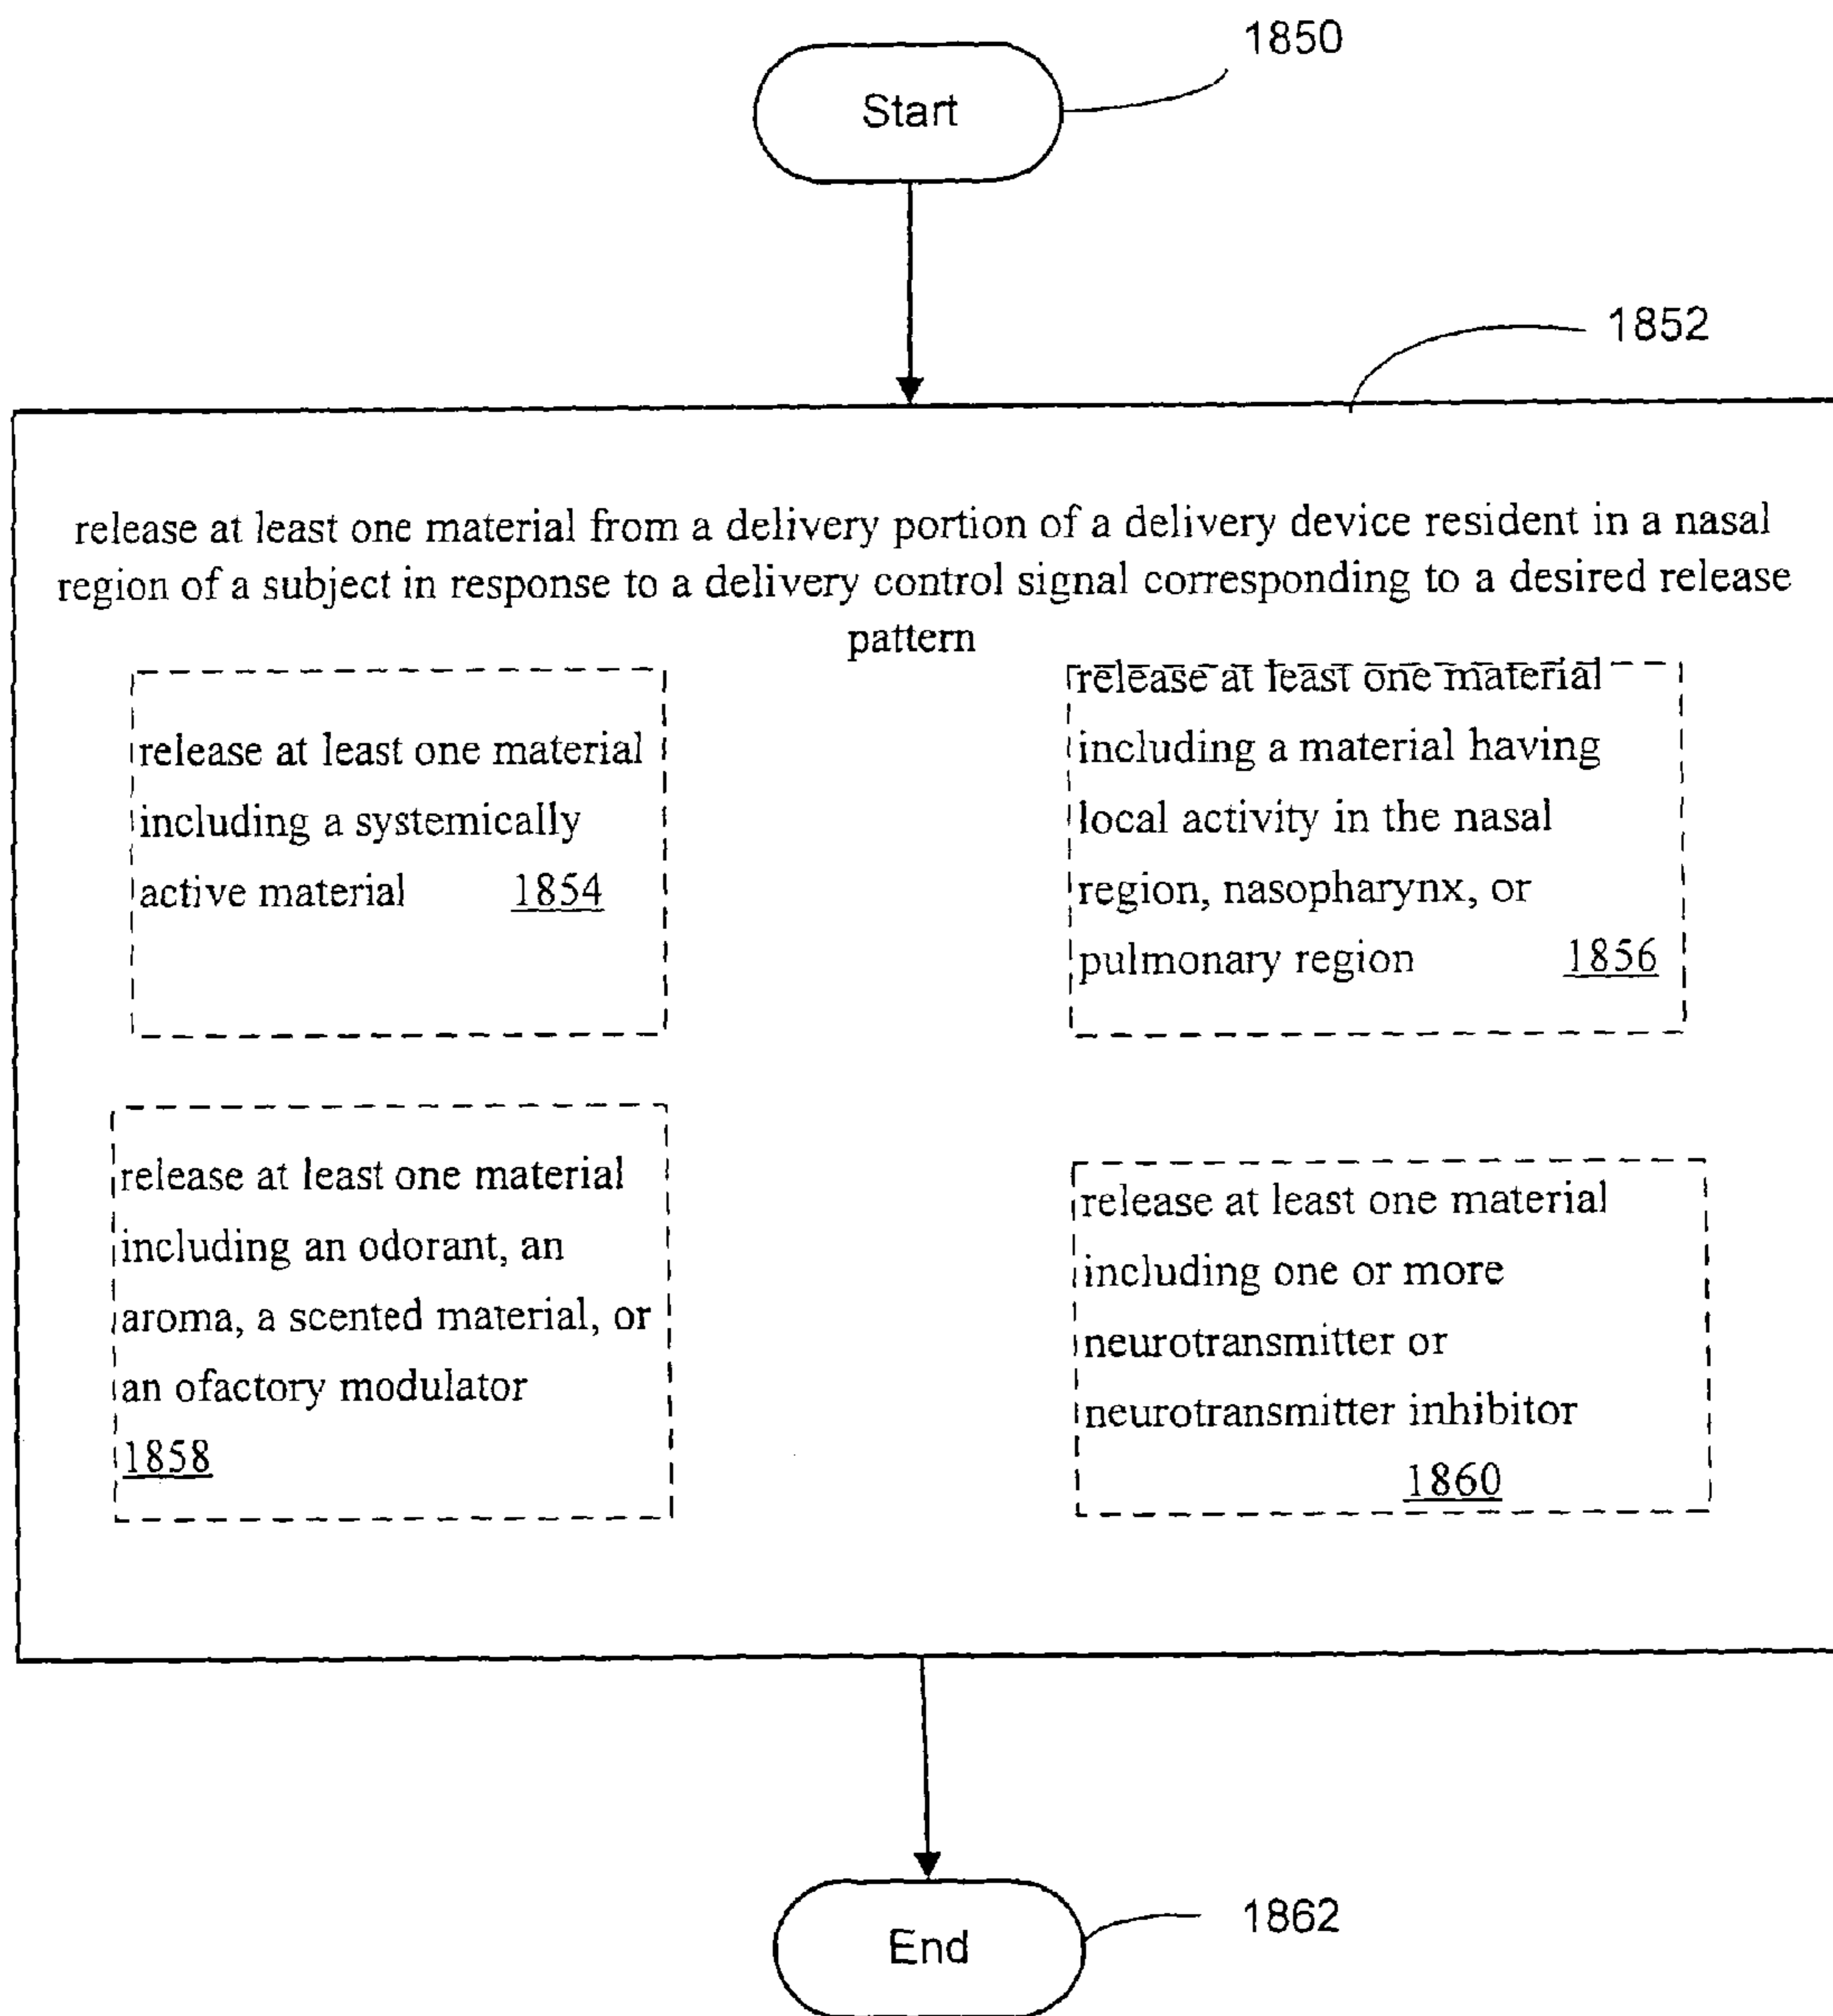 1850
Start
1852
release at least one material from a delivery portion of a delivery device resident in a nasal
region of a subject in response to a delivery control signal corresponding to a desired release
pattern
release at least one material
including a systemically
active material 1854
release at least one material
including a material having
local activity in the nasal
region, nasopharynx, or
pulmonary region 1856
release at least one material
including an odorant, an
aroma, a scented material, or
an ofactory modulator
1858
release at least one material
including one or more
neurotransmitter or
neurotransmitter inhibitor
1860
1862
End